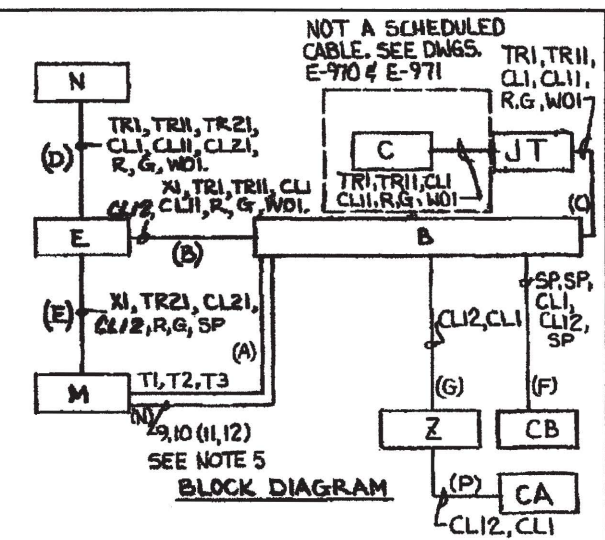 NOT A SCHEDULED
CABLE. SEE DWGS.
E-970 & E-971
TR1, TR11,
CL1, CL11,
R,G,W01
N
TR1, TR11, TR21,
CL1, CL11, CL21,
R, G, W01.
(D)
C
JT
TR1,TR11,CL1
CL11,R,G,W01
(C)
X1, TR1, TR11, CL1
CL12, CL11, R, G, W01.
E
(B)
B
(E)
X1, TR21, CL21,
CL12, R,G, SP
(A)
CL12,CL1
SP,SP,
CL1,
CL12,
SP
M
T1, T2, T3
(N)
9,10 (11,12)
SEE NOTE 5
(G)
(F)
Z
CB
BLOCK DIAGRAM
(P)
CA
CL12, CL1